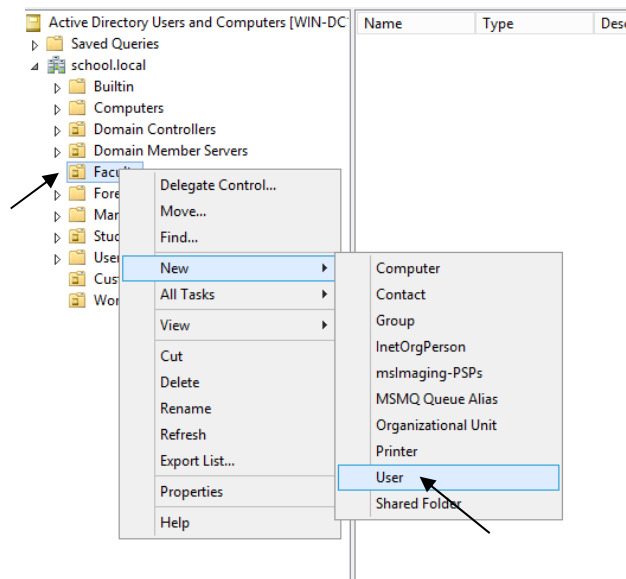 Active Directory Users and Computers [WIN-DC
Saved Queries
school.local
Builtin
Computers
Domain Controllers
Domain Member Servers
Name Type
Delegate Control...
Move...
Find...
New
All Tasks
View
Cut
Delete
Rename
Refresh
Export List...
Properties
Help
Computer
Contact
Group
InetOrgPerson
msImaging-PSPs
MSMQ Queue Alias
Organizational Unit
Printer
User
Shared Folder